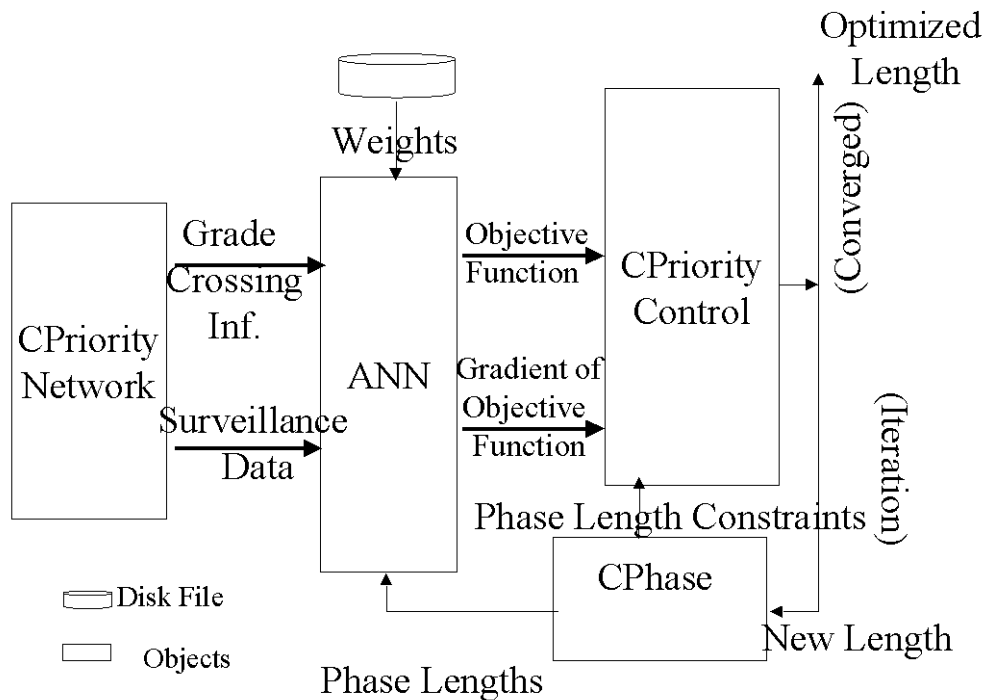 Optimized
Length
Weights
(Converged)
Grade
Crossing
Inf.
Objective
Function
CPriority
Control
CPriority
Network
ANN
Gradient of
Objective
Function
Surveillance
Data
(Iteration)
Phase Length Constraints
CPhase
Disk File
New Length
Objects
Phase Lengths